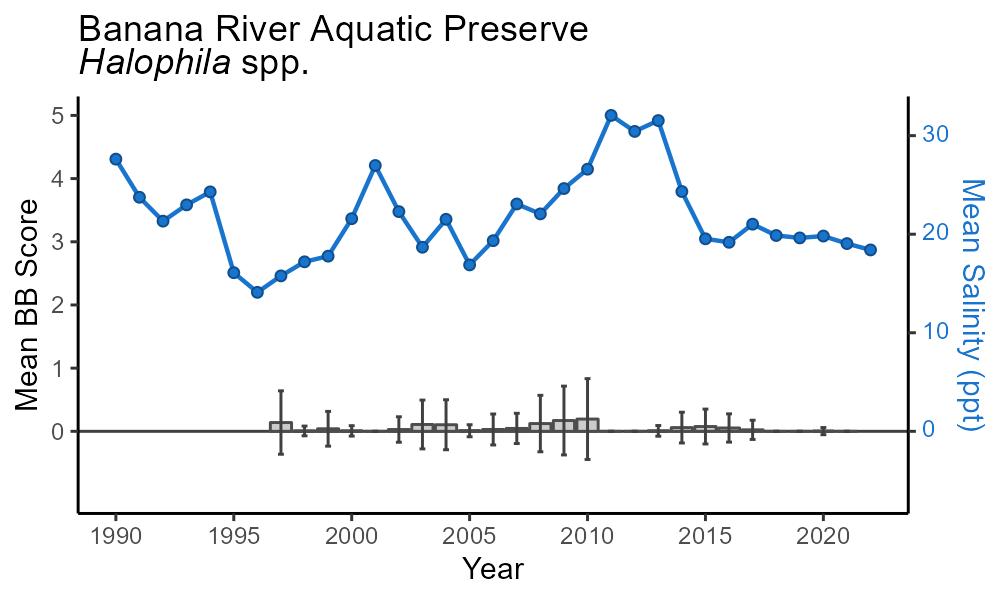 Banana River Aquatic Preserve
Halophila spp.
Mean BB Score
5
4
3
2
1
0
30
20
10
0
Mean Salinity (ppt)
1990 1995 2000 2005 2010 2015 2020
Year